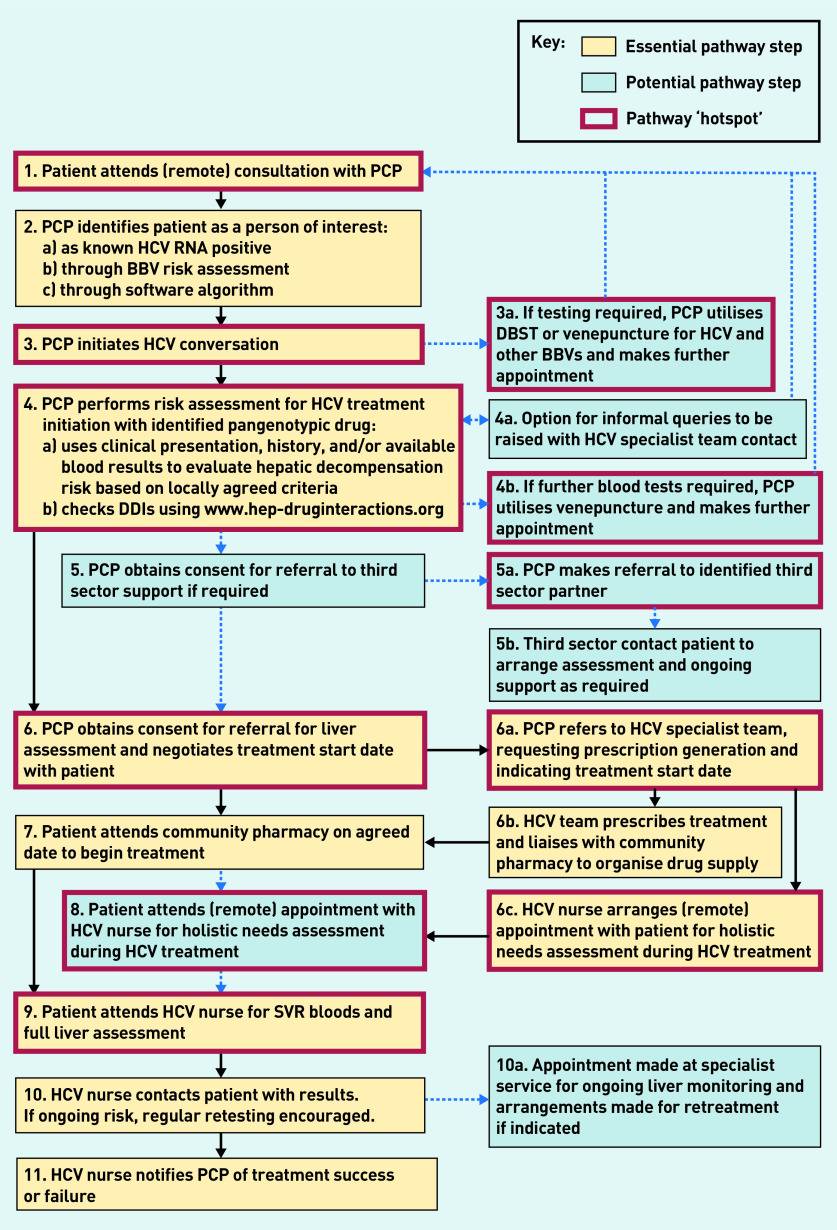 Key:
Essential pathway step
Potential pathway step
Pathway ‘hotspot’
1. Patient attends (remote) consultation with PCP
2. PCP identifies patient as a person of interest:
a) as known HCV RNA positive
b) through BBV risk assessment
c) through software algorithm
3. PCP initiates HCV conversation
3a. If testing required, PCP utilises
DBST or venepuncture for HCV and
other BBVs and makes further
appointment
4. PCP performs risk assessment for HCV treatment
initiation with identified pangenotypic drug:
a) uses clinical presentation, history, and/or available
blood results to evaluate hepatic decompensation
risk based on locally agreed criteria
b) checks DDIs using www.hep-druginteractions.org
4a. Option for informal queries to be
raised with HCV specialist team contact
4b. If further blood tests required, PCP
utilises venepuncture and makes further
appointment
5. PCP obtains consent for referral to third
sector support if required
5a. PCP makes referral to identified third
sector partner
5b. Third sector contact patient to
arrange assessment and ongoing
support as required
6. PCP obtains consent for referral for liver
assessment and negotiates treatment start date
with patient
6a. PCP refers to HCV specialist team,
requesting prescription generation and
indicating treatment start date
7. Patient attends community pharmacy on agreed
date to begin treatment
6b. HCV team prescribes treatment
and liaises with community
pharmacy to organise drug supply
8. Patient attends (remote) appointment with
HCV nurse for holistic needs assessment
during HCV treatment
6c. HCV nurse arranges (remote)
appointment with patient for holistic
needs assessment during HCV treatment
9. Patient attends HCV nurse for SVR bloods and
full liver assessment
10. HCV nurse contacts patient with results.
If ongoing risk, regular retesting encouraged.
10a. Appointment made at specialist
service for ongoing liver monitoring and
arrangements made for retreatment
if indicated
11. HCV nurse notifies PCP of treatment success
or failure